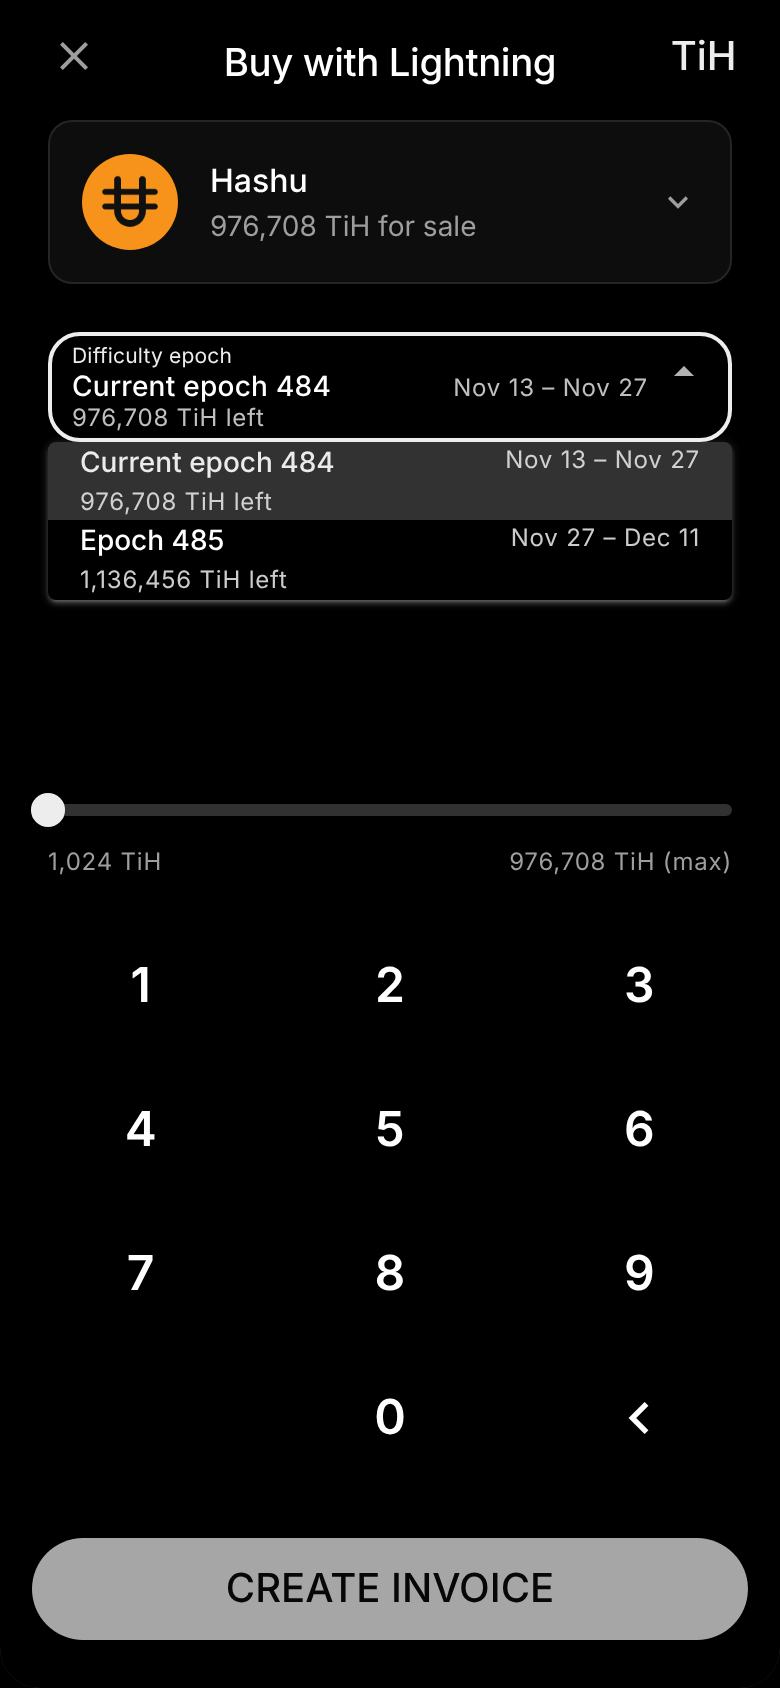 Buy with Lightning
TiH
Hashu
976,708 TiH for sale
Difficulty epoch
Current epoch 484
Nov 13 – Nov 27
976,708 TiH left
Current epoch 484
Nov 13 – Nov 27
976,708 TiH left
Epoch 485
Nov 27 – Dec 11
1,136,456 TiH left
1,024 TiH
976,708 TiH (max)
1 2 3
4 5 6
7 8 9
0
CREATE INVOICE